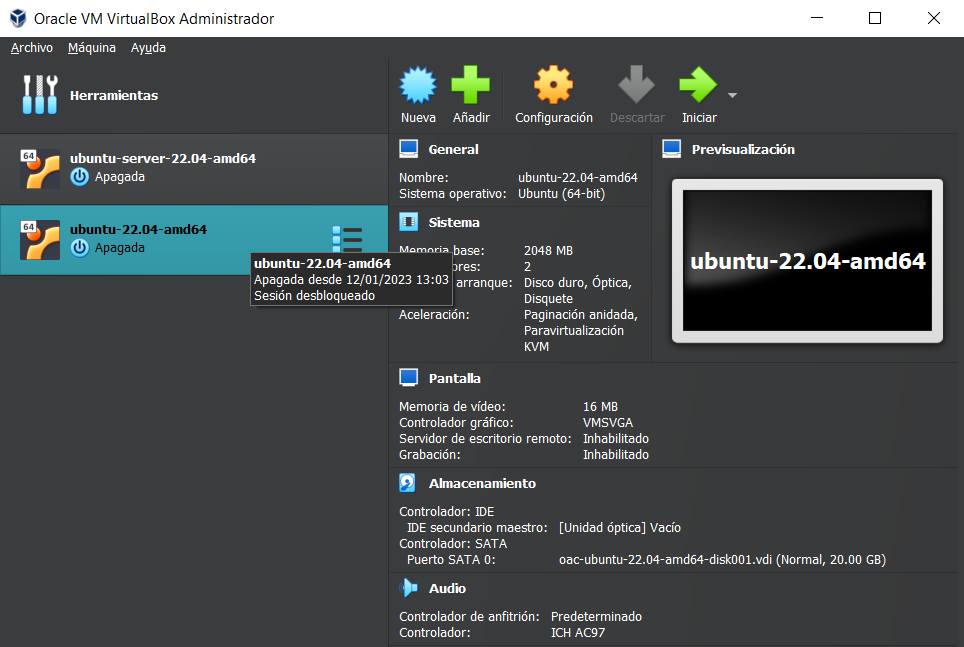 Oracle VM VirtualBox Administrador
Archivo Máquina Ayuda
Herramientas
Nueva Añadir Configuración Descartar Iniciar
64
ubuntu-server-22.04-amd64
Apagada
64
ubuntu-22.04-amd64
Apagada
ubuntu-22.04-amd64
Apagada desde 12/01/2023 13:03
Sesión desbloqueado
General
Nombre: ubuntu-22.04-amd64
Sistema operativo: Ubuntu (64-bit)
Sistema
Memoria base: 2048 MB
ores: 2
arranque: Disco duro, Óptica,
Disquete
Aceleración: Paginación anidada,
Paravirtualización
KVM
Previsualización
ubuntu-22.04-amd64
Pantalla
Memoria de vídeo: 16 MB
Controlador gráfico: VMSVGA
Servidor de escritorio remoto: Inhabilitado
Grabación: Inhabilitado
Almacenamiento
Controlador: IDE
IDE secundario maestro: [Unidad óptica] Vacío
Controlador: SATA
Puerto SATA 0: oac-ubuntu-22.04-amd64-disk001.vdi (Normal, 20.00 GB)
Audio
Controlador de anfitrión: Predeterminado
Controlador: ICH AC97